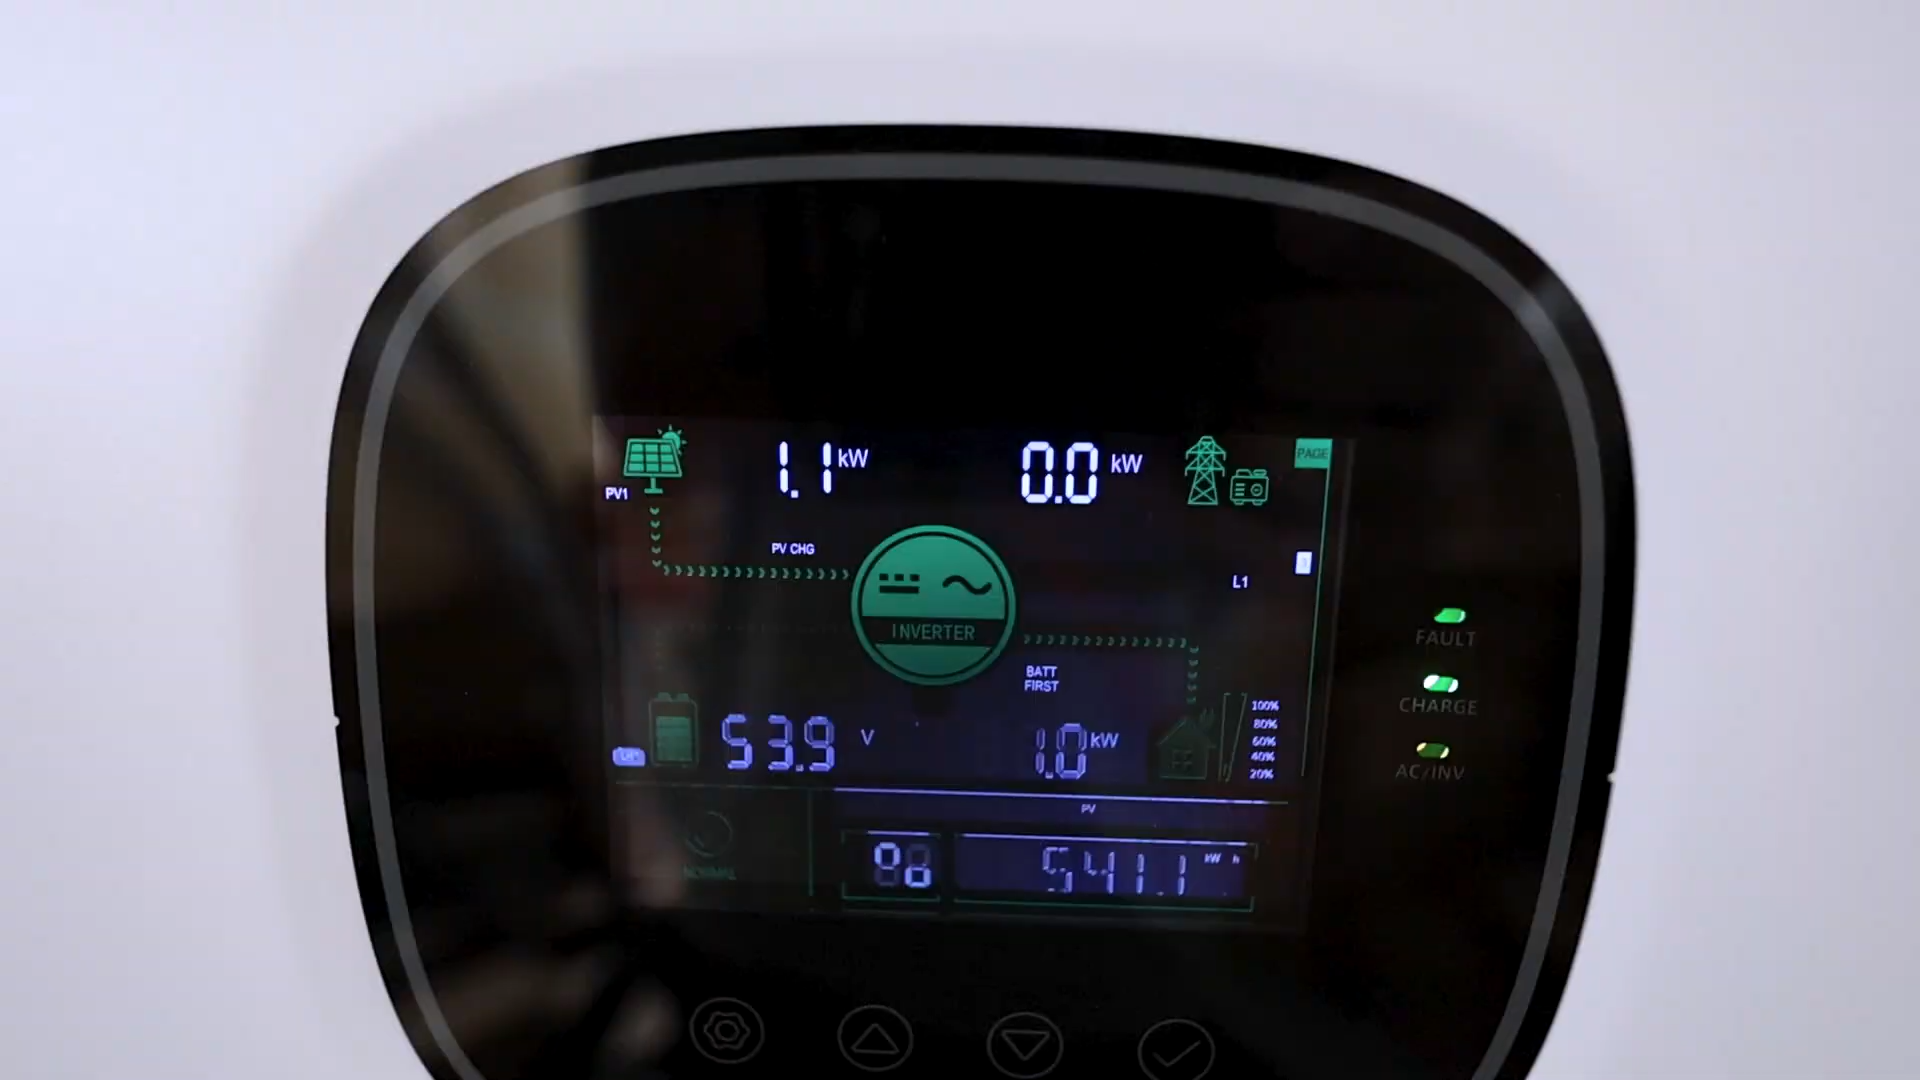 1.1 kW
0.0 kW
PAGE
PV1
PV CHG
L1
INVERTER
FAULT
BATT
FIRST
CHARGE
100%
80%
60%
40%
20%
53.9 V
1.0 kW
AC/INV
PV
NORMAL
541.1 kW h